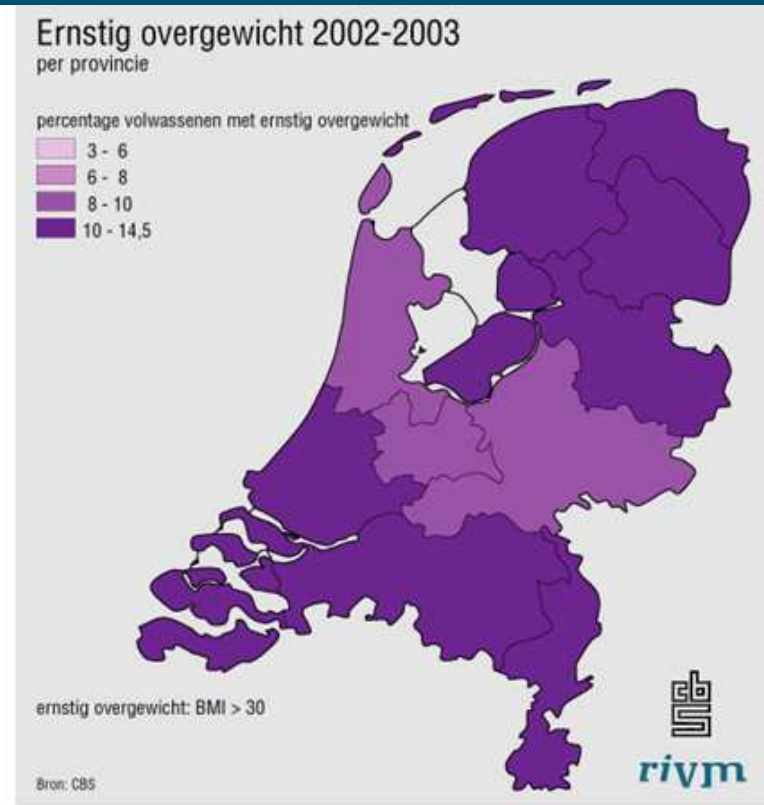 Ernstig overgewicht 2002-2003
per provincie
percentage volwassenen met ernstig overgewicht
3 - 6
6 - 8
8 - 10
10 - 14,5
ernstig overgewicht: BMI > 30
Bron: CBS
cbs
rivm